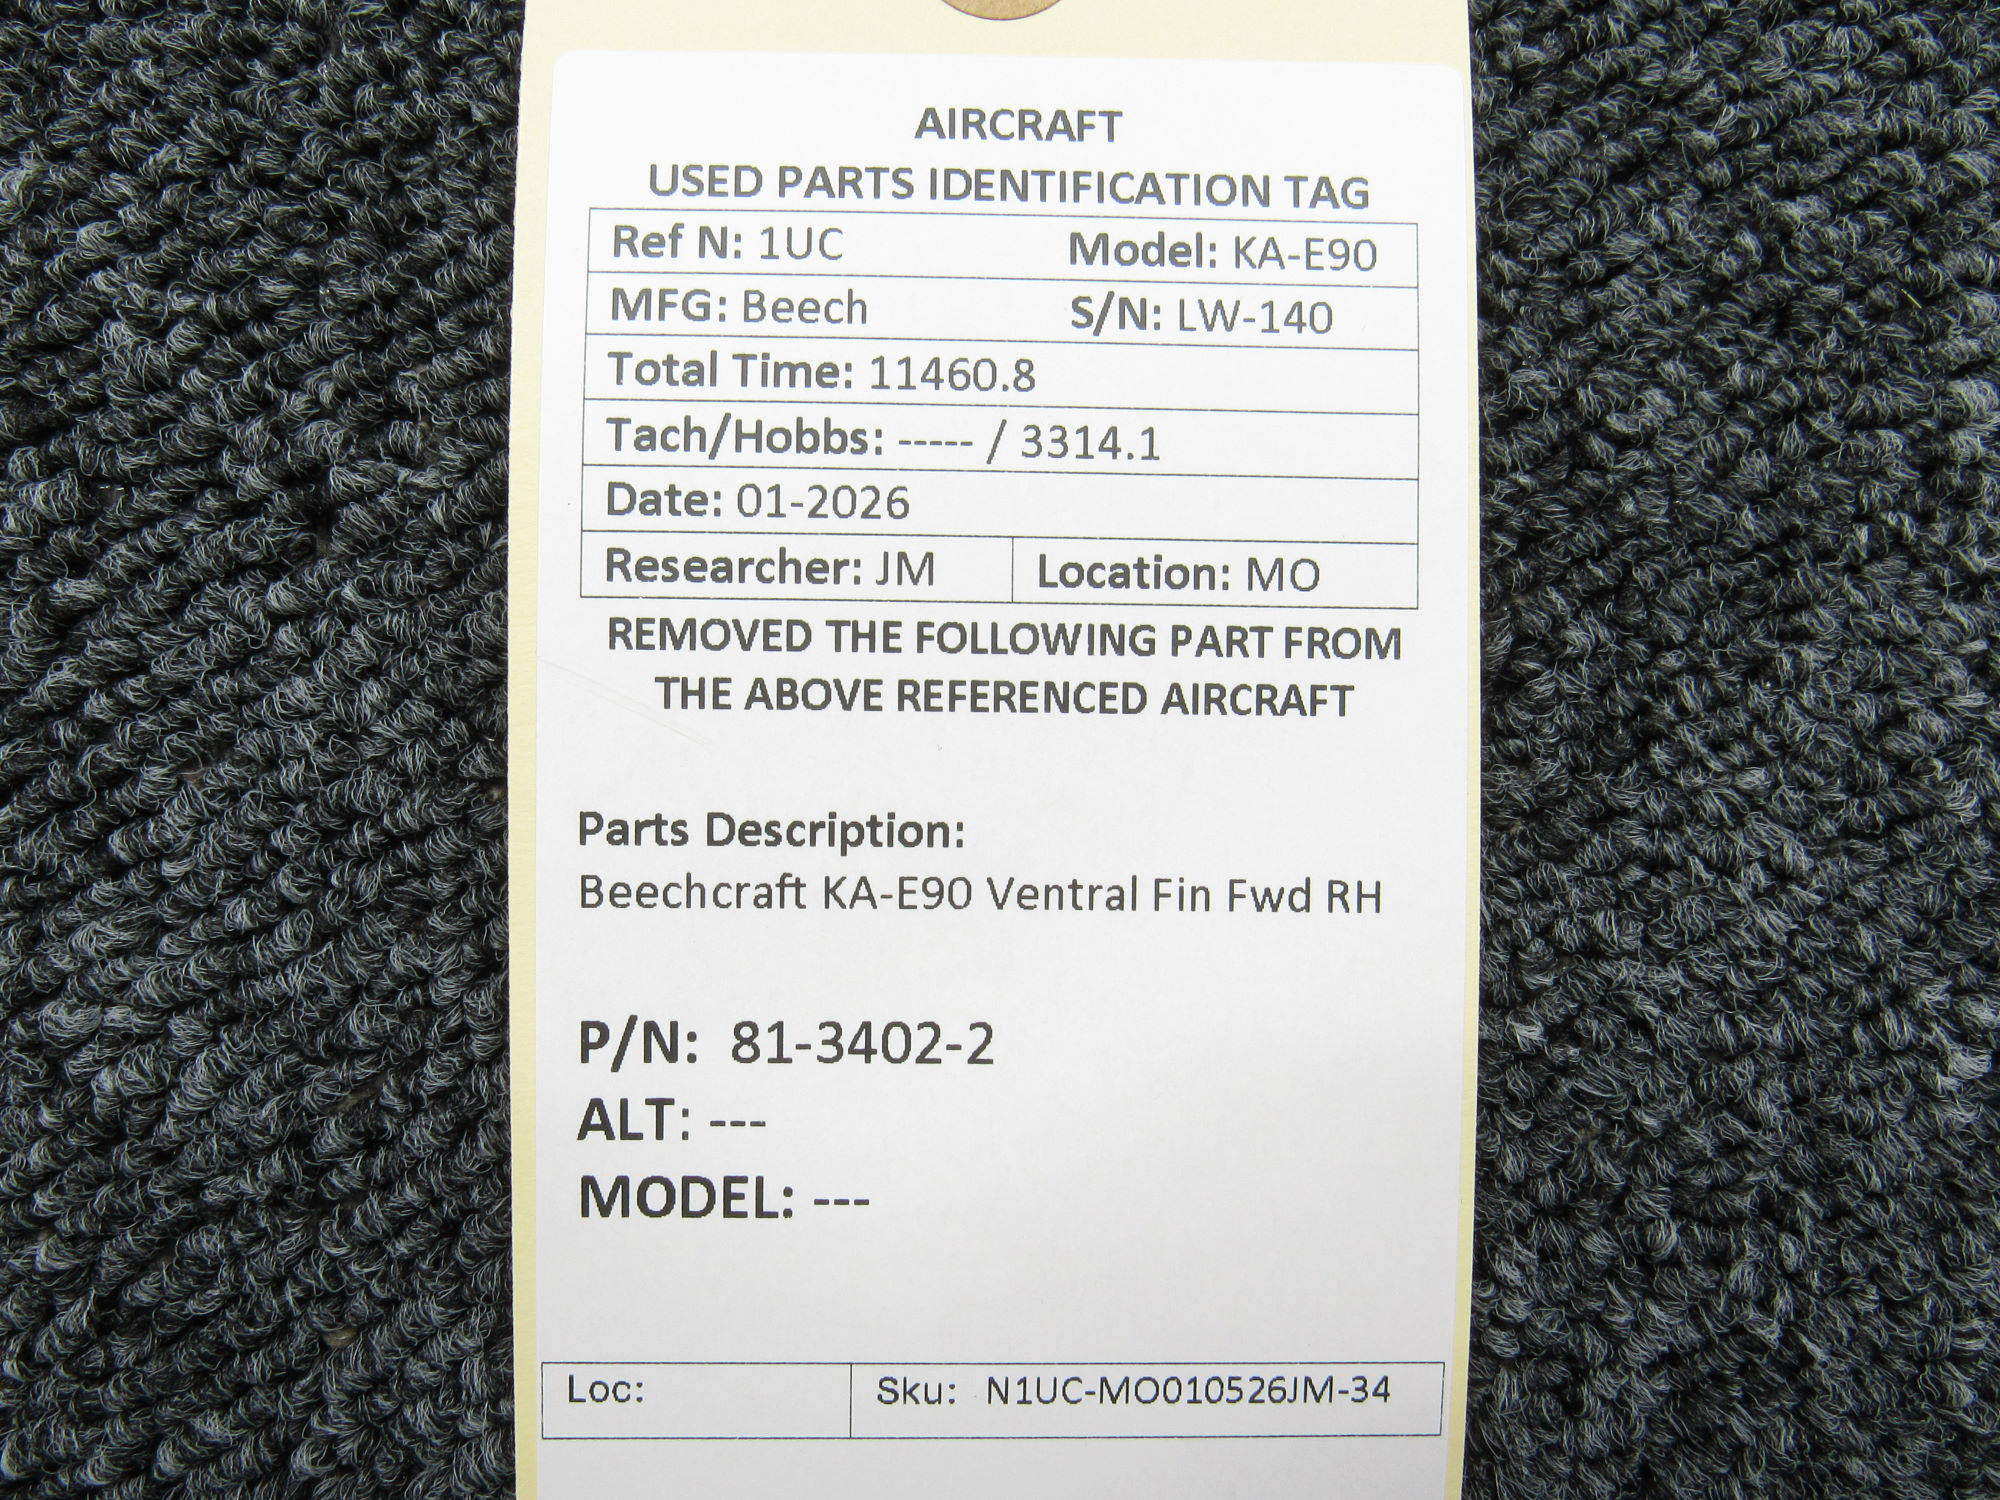 AIRCRAFT
USED PARTS IDENTIFICATION TAG
Ref N: 1UC Model: KA-E90
MFG: Beech S/N: LW-140
Total Time: 11460.8
Tach/Hobbs: ----- / 3314.1
Date: 01-2026
Researcher: JM Location: MO
REMOVED THE FOLLOWING PART FROM
THE ABOVE REFERENCED AIRCRAFT
Parts Description:
Beechcraft KA-E90 Ventral Fin Fwd RH
P/N: 81-3402-2
ALT: ---
MODEL: ---
Loc: Sku: N1UC-MO010526JM-34